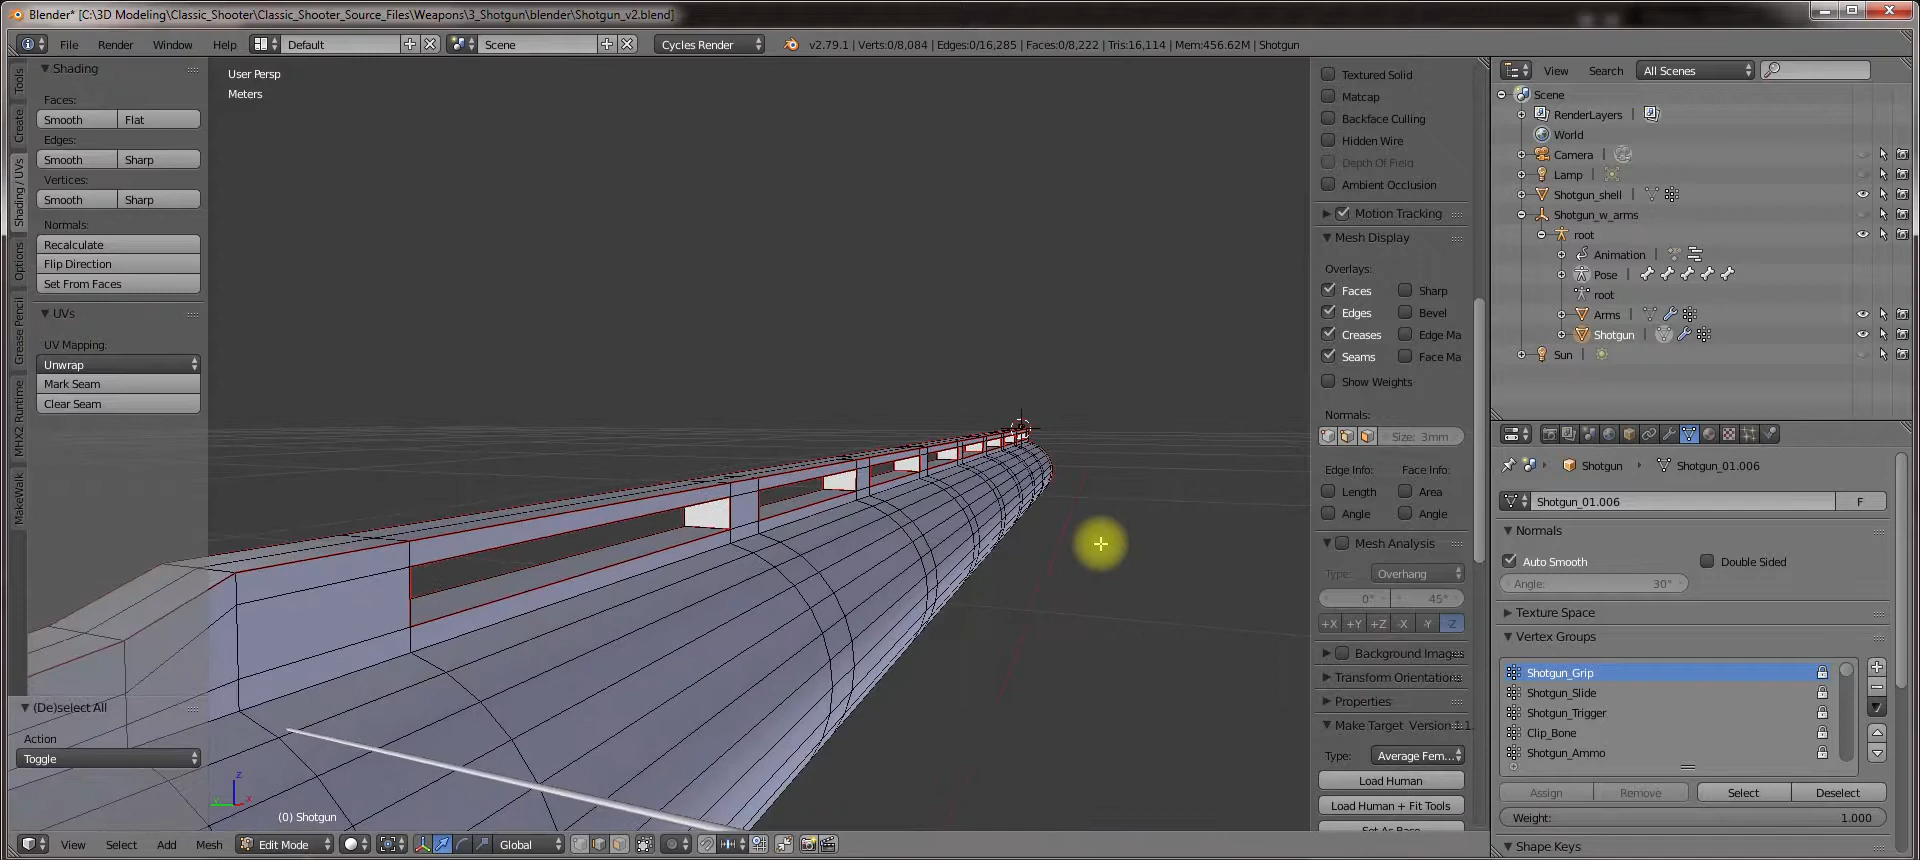 Blender* [C:\3D Modeling\Classic_Shooter\Classic_Shooter_Source_Files\Weapons\3_Shotgun\blender\Shotgun_v2.blend]
File Render Window Help Default Scene Cycles Render v2.79.1 | Verts:0/8,084 | Edges:0/16,285 | Faces:0/8,222 | Tris:16,114 | Mem:456.62M | Shotgun
Tools
Create
Shading / UVs
Options
Grease Pencil
MHX2 Runtime
MakeWalk
Shading
Faces:
Smooth Flat
Edges:
Smooth Sharp
Vertices:
Smooth Sharp
Normals:
Recalculate
Flip Direction
Set From Faces
UVs
UV Mapping:
Unwrap
Mark Seam
Clear Seam
(De)select All
Action
Toggle
User Persp
Meters
z
x
y
(0) Shotgun
View Select Add Mesh Edit Mode Global
Textured Solid
Matcap
Backface Culling
Hidden Wire
Depth Of Field
Ambient Occlusion
Motion Tracking
Mesh Display
Overlays:
Faces Sharp
Edges Bevel
Creases Edge Ma
Seams Face Ma
Show Weights
Normals:
Size: 3mm
Edge Info: Face Info:
Length Area
Angle Angle
Mesh Analysis
Type: Overhang
0° 45°
+X +Y +Z -X -Y -Z
Background Images
Transform Orientations
Properties
Make Target Version
Type: Average Fem...
Load Human
Load Human + Fit Tools
Set As Base
View Search All Scenes
Scene
RenderLayers |
World
Camera |
Lamp |
Shotgun_shell |
Shotgun_w_arms
root
Animation |
Pose |
root
Arms |
Shotgun |
Sun |
Shotgun Shotgun_01.006
Shotgun_01.006 F
Normals
Auto Smooth Double Sided
Angle: 30°
Texture Space
Vertex Groups
Shotgun_Grip
Shotgun_Slide
Shotgun_Trigger
Clip_Bone
Shotgun_Ammo
Assign Remove Select Deselect
Weight: 1.000
Shape Keys